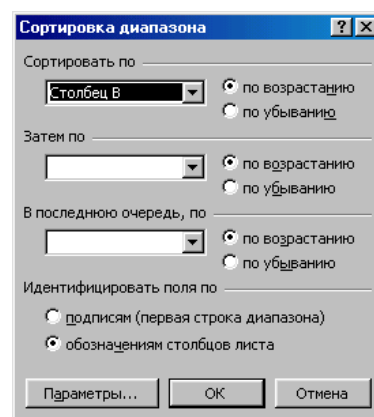 Сортировка диапазона
Сортировать по
Столбец B
по возрастанию
по убыванию
Затем по
по возрастанию
по убыванию
В последнюю очередь, по
по возрастанию
по убыванию
Идентифицировать поля по
подписям (первая строка диапазона)
обозначениям столбцов листа
Параметры... ОК Отмена